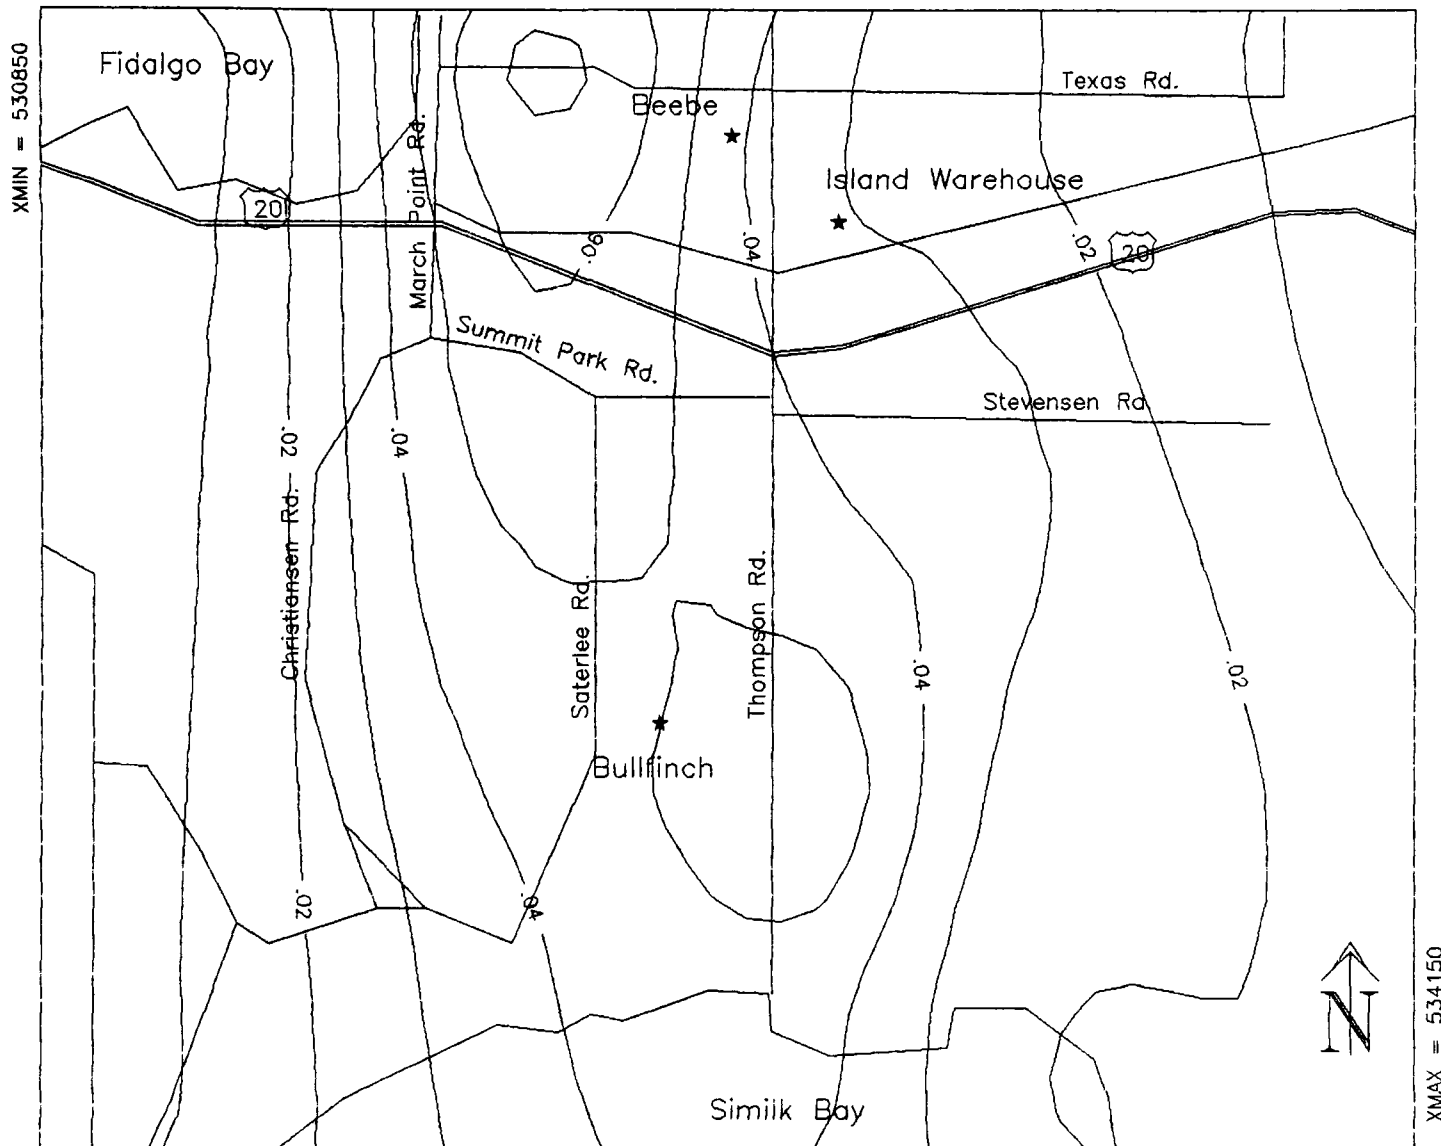 XMIN = 530850
Fidalgo Bay
Texas Rd.
Beebe
March Point Rd.
Island Warehouse
20
.06
.04
.02
20
Summit Park Rd.
Stevensen Rd
.02
.04
Christiansen Rd.
Saterlee Rd.
Thompson Rd.
.04
.02
Bullfinch
.02
.04
N
XMAX = 534150
Similk Bay